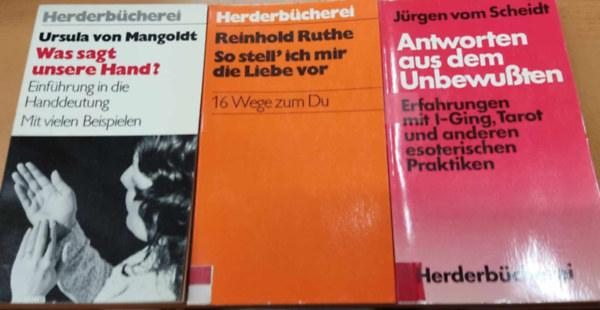 Herderbücherei
Ursula von Mangoldt
Was sagt
unsere Hand?
Einführung in die
Handdeutung
Mit vielen Beispielen
Herderbücherei
Reinhold Ruthe
So stell' ich mir
die Liebe vor
16 Wege zum Du
Jürgen vom Scheidt
Antworten
aus dem
Unbewußten
Erfahrungen
mit I-Ging, Tarot
und anderen
esoterischen
Praktiken
Herderbücherei